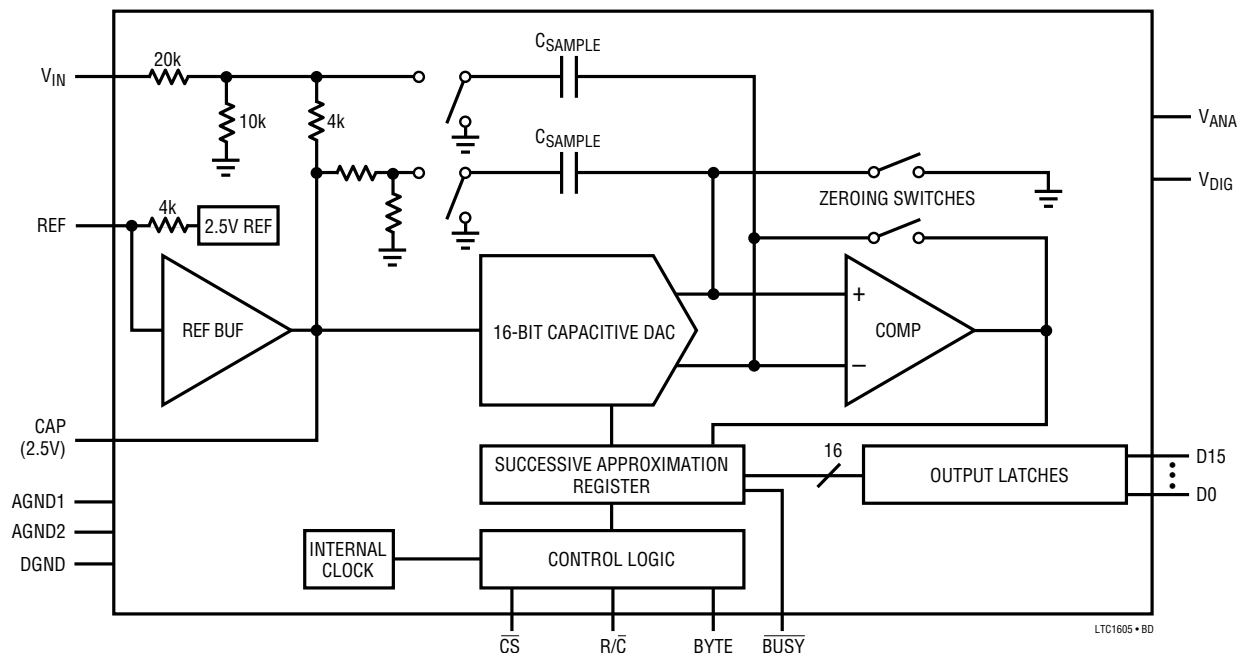 20k
C_SAMPLE
V_IN
10k
4k
V_ANA
C_SAMPLE
V_DIG
ZEROING SWITCHES
4k
REF
2.5V REF
+
REF BUF
16-BIT CAPACITIVE DAC
COMP
–
CAP
(2.5V)
16
D15
SUCCESSIVE APPROXIMATION
REGISTER
OUTPUT LATCHES
•
•
•
D0
AGND1
AGND2
DGND
INTERNAL
CLOCK
CONTROL LOGIC
C̅S̅
R/C̅
BYTE
B̅U̅S̅Y̅
LTC1605 • BD